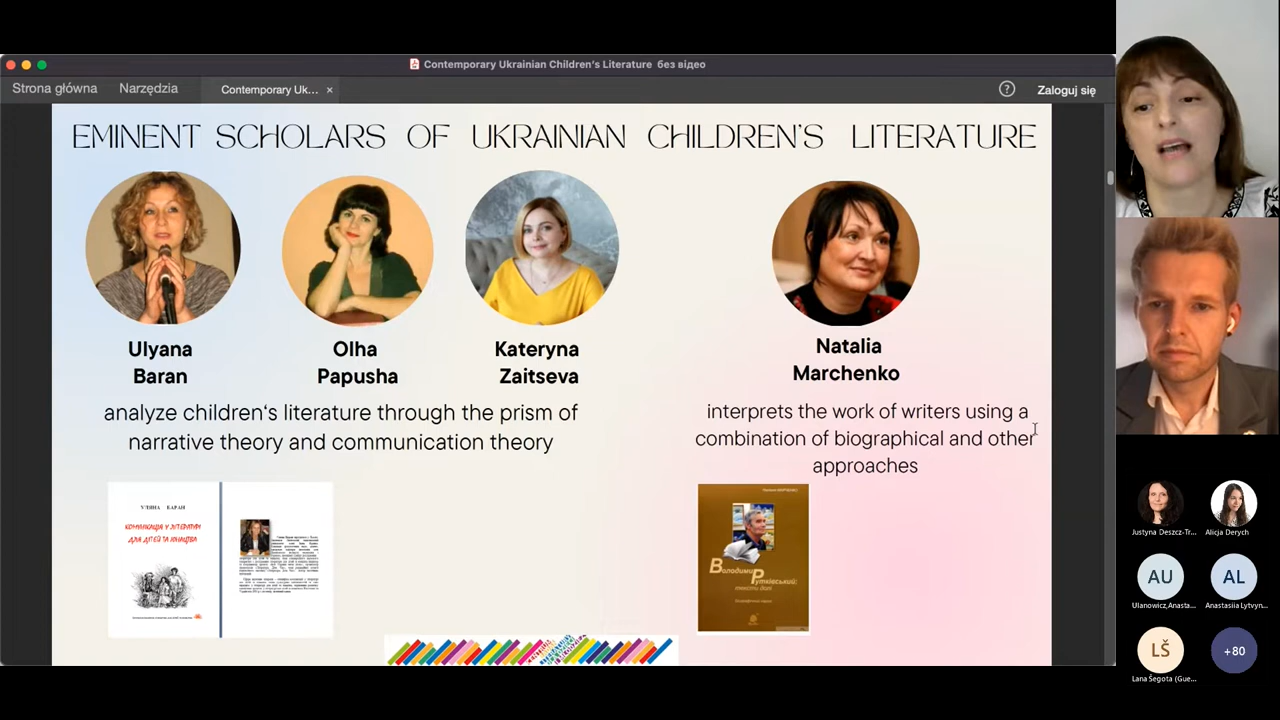 Contemporary Ukrainian Children's Literature без відео
Strona główna
Narzędzia
Contemporary Uk...
×
?
Zaloguj się
EMINENT SCHOLARS OF UKRAINIAN CHILDREN'S LITERATURE
Ulyana
Baran
Olha
Papusha
Kateryna
Zaitseva
Natalia
Marchenko
analyze children‘s literature through the prism of
narrative theory and communication theory
interprets the work of writers using a
combination of biographical and other
approaches
УЛЯНА БАРАН
КОМУНІКАЦІЯ У ЛІТЕРАТУРІ
ДЛЯ ДІТЕЙ ТА ЮНАЦТВА
Володимир
Рутківський:
тексти долі
Justyna Deszcz-Tr...
Alicja Derych
AU
AL
Ulanowicz,Anasta...
Anastasiia Lytvyn...
LŠ
+80
Lana Šegota (Gue...